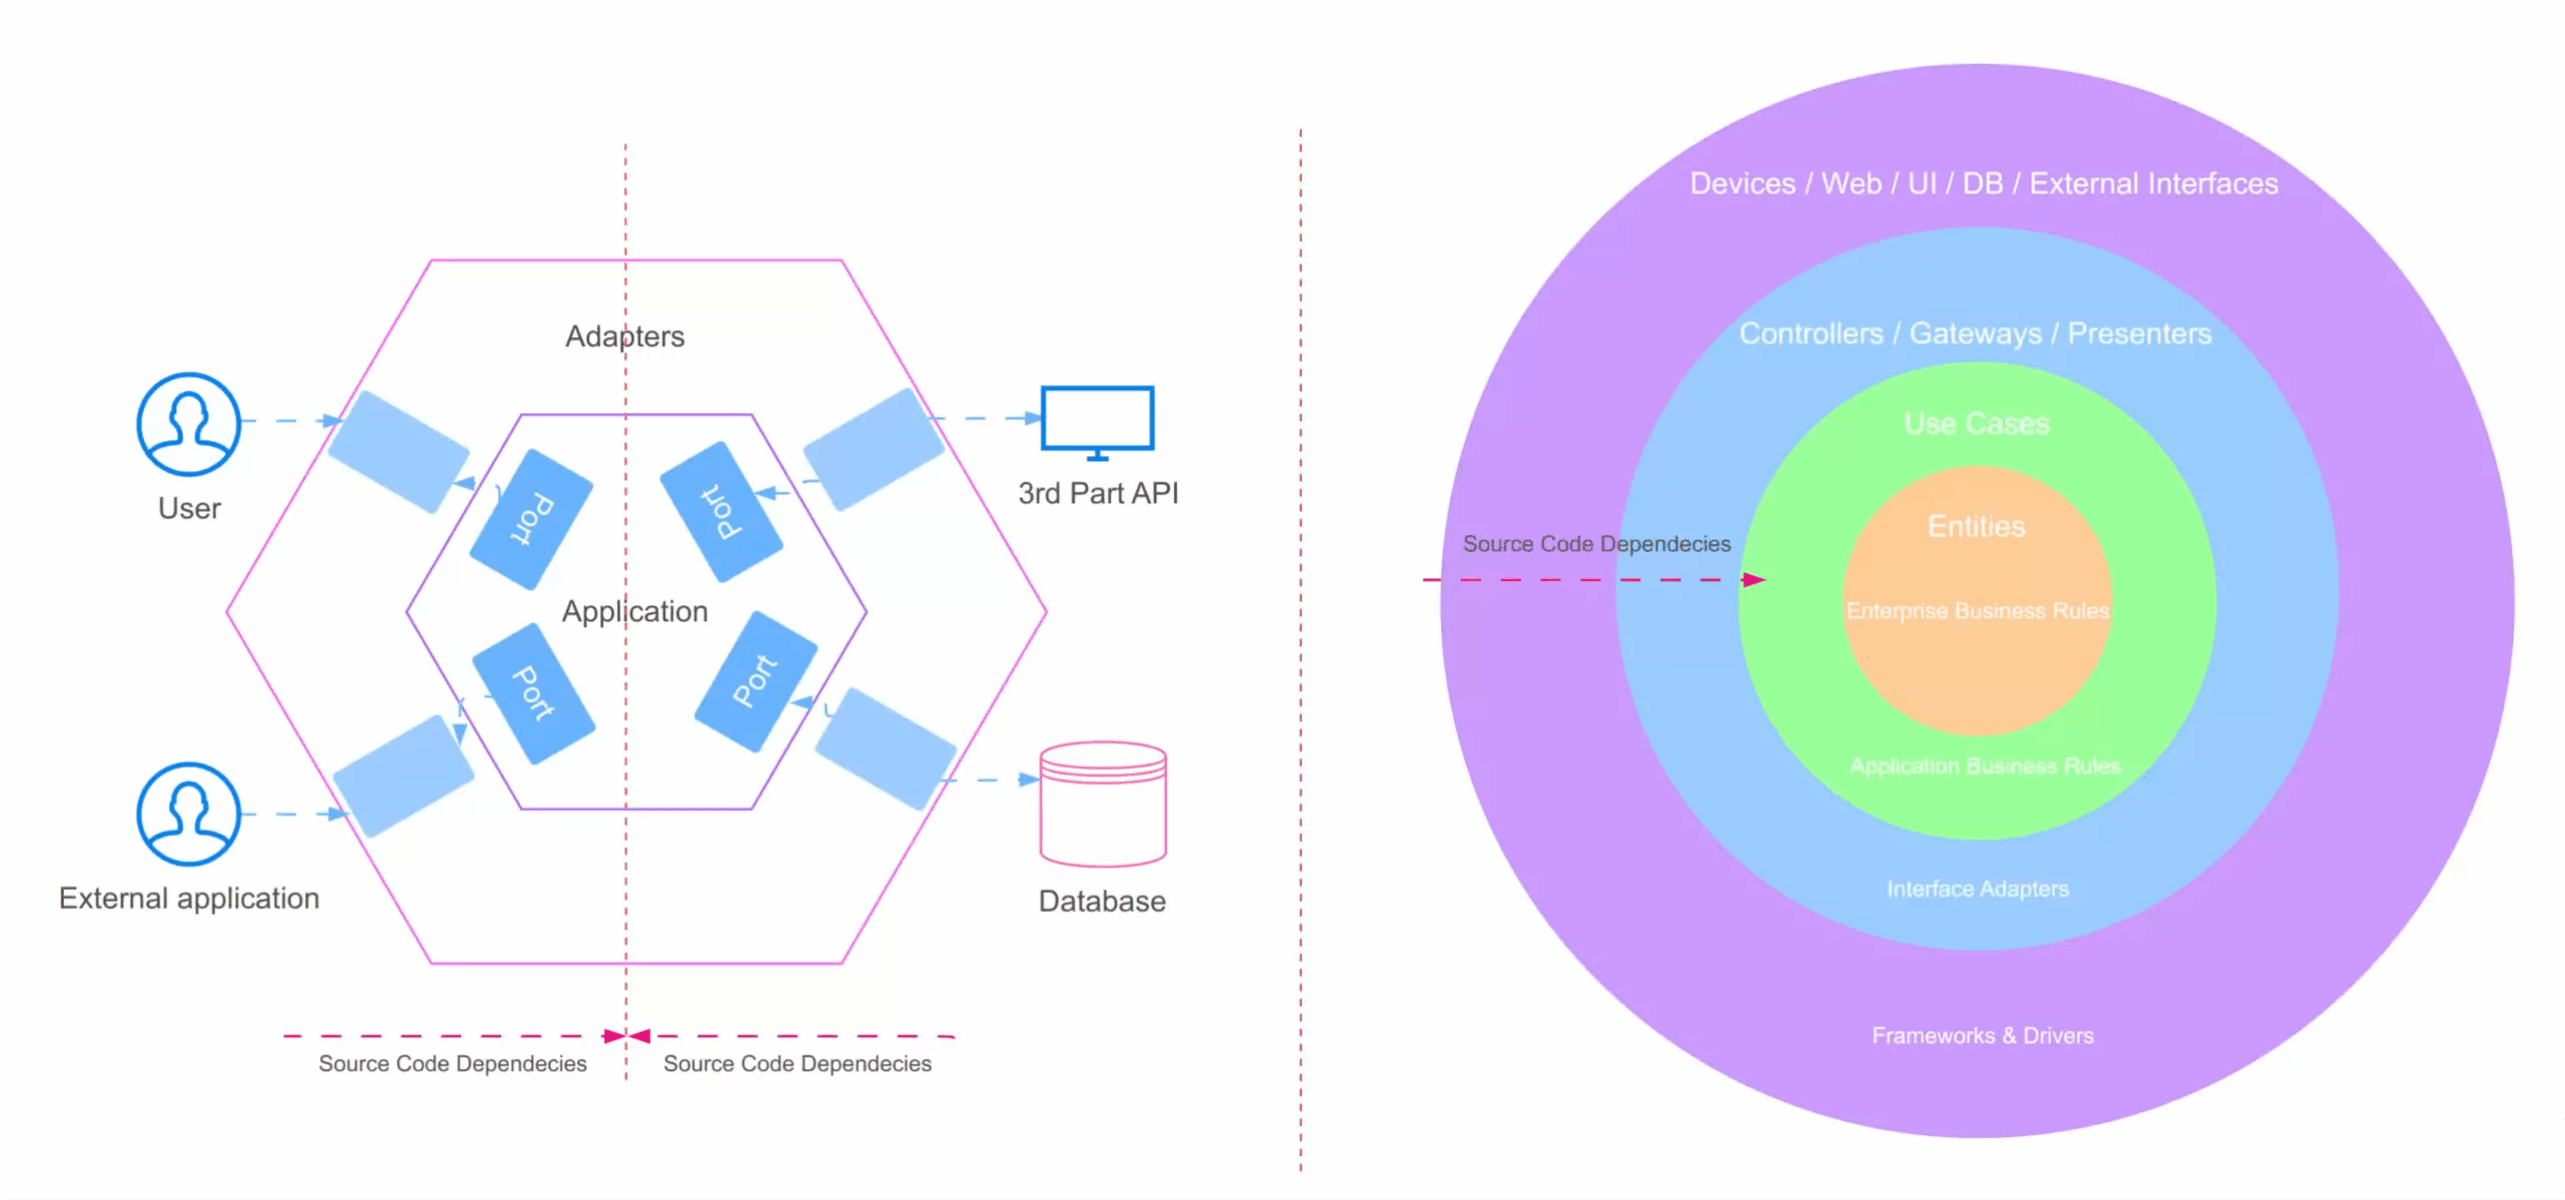 Adapters
User
3rd Part API
Port
Port
Application
Port
Port
External application
Database
Source Code Dependecies
Source Code Dependecies
Devices / Web / UI / DB / External Interfaces
Controllers / Gateways / Presenters
Use Cases
Entities
Source Code Dependecies
Enterprise Business Rules
Application Business Rules
Interface Adapters
Frameworks & Drivers